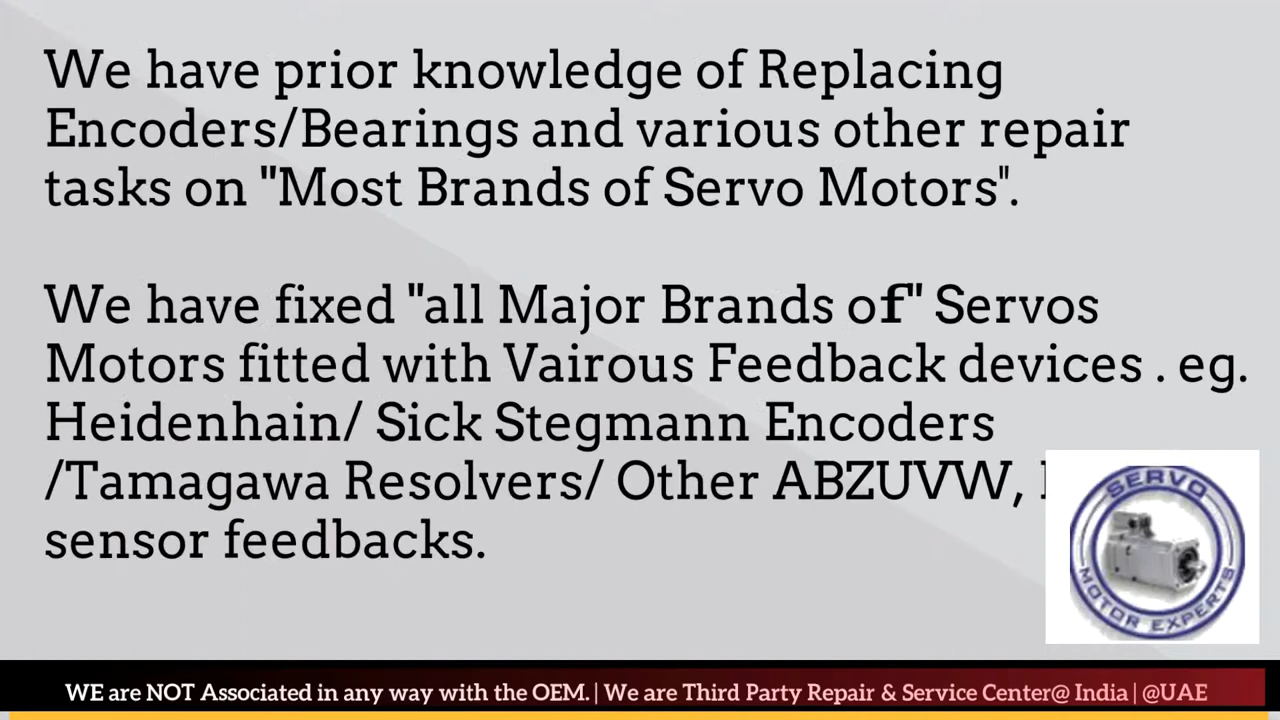 We have prior knowledge of Replacing
Encoders/Bearings and various other repair
tasks on "Most Brands of Servo Motors".
We have fixed "all Major Brands of" Servos
Motors fitted with Vairous Feedback devices . eg.
Heidenhain/ Sick Stegmann Encoders
/Tamagawa Resolvers/ Other ABZUVW,
sensor feedbacks.
SERVO
MOTOR EXPERTS
WE are NOT Associated in any way with the OEM. | We are Third Party Repair & Service Center@ India | @UAE